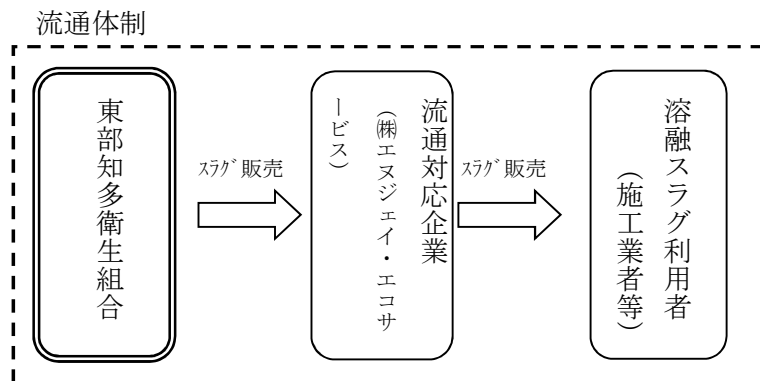 流通体制
東部知多衛生組合
ｽﾗｸﾞ販売
流通対応企業
（㈱エヌジェイ・エコサ
ービス）
ｽﾗｸﾞ販売
溶融スラグ利用者
（施工業者等）